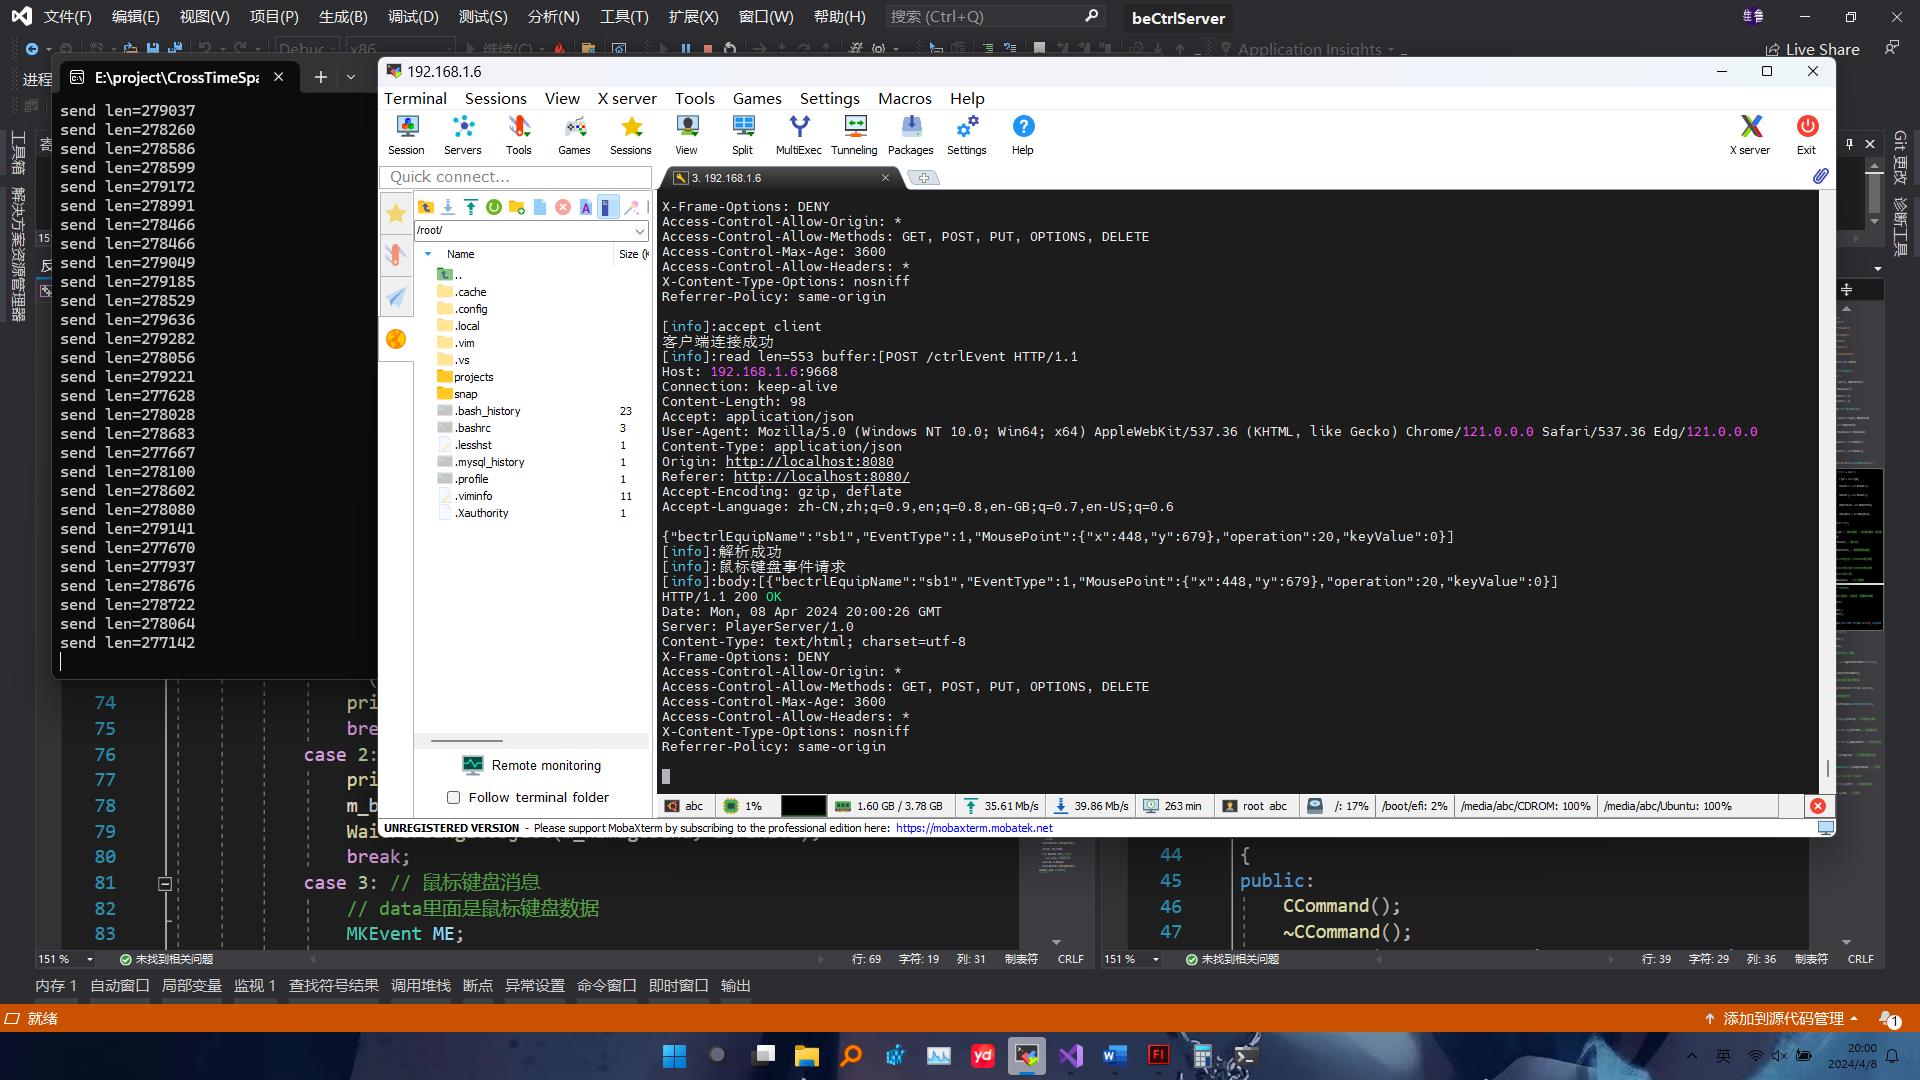 文件(F) 编辑(E) 视图(V) 项目(P) 生成(B) 调试(D) 测试(S) 分析(N) 工具(T) 扩展(X) 窗口(W) 帮助(H) 搜索 (Ctrl+Q) beCtrlServer
Debug x86 继续(C) Application Insights Live Share
进程
E:\project\CrossTimeSpa
send len=279037
send len=278260
send len=278586
send len=278599
send len=279172
send len=278991
send len=278466
send len=278466
send len=279049
send len=279185
send len=278529
send len=279636
send len=279282
send len=278056
send len=279221
send len=277628
send len=278028
send len=278683
send len=277667
send len=278100
send len=278602
send len=278080
send len=279141
send len=277670
send len=277937
send len=278676
send len=278722
send len=278064
send len=277142
工具箱
解决方案资源管理器
192.168.1.6
Terminal Sessions View X server Tools Games Settings Macros Help
Session Servers Tools Games Sessions View Split MultiExec Tunneling Packages Settings Help X server Exit
Quick connect...
3. 192.168.1.6
/root/
Name Size (K
..
.cache
.config
.local
.vim
.vs
projects
snap
.bash_history 23
.bashrc 3
.lesshst 1
.mysql_history 1
.profile 1
.viminfo 11
.Xauthority 1
Remote monitoring
Follow terminal folder
X-Frame-Options: DENY
Access-Control-Allow-Origin: *
Access-Control-Allow-Methods: GET, POST, PUT, OPTIONS, DELETE
Access-Control-Max-Age: 3600
Access-Control-Allow-Headers: *
X-Content-Type-Options: nosniff
Referrer-Policy: same-origin
[info]:accept client
客户端连接成功
[info]:read len=553 buffer:[POST /ctrlEvent HTTP/1.1
Host: 192.168.1.6:9668
Connection: keep-alive
Content-Length: 98
Accept: application/json
User-Agent: Mozilla/5.0 (Windows NT 10.0; Win64; x64) AppleWebKit/537.36 (KHTML, like Gecko) Chrome/121.0.0.0 Safari/537.36 Edg/121.0.0.0
Content-Type: application/json
Origin: http://localhost:8080
Referer: http://localhost:8080/
Accept-Encoding: gzip, deflate
Accept-Language: zh-CN,zh;q=0.9,en;q=0.8,en-GB;q=0.7,en-US;q=0.6
{"bectrlEquipName":"sb1","EventType":1,"MousePoint":{"x":448,"y":679},"operation":20,"keyValue":0}]
[info]:解析成功
[info]:鼠标键盘事件请求
[info]:body:[{"bectrlEquipName":"sb1","EventType":1,"MousePoint":{"x":448,"y":679},"operation":20,"keyValue":0}]
HTTP/1.1 200 OK
Date: Mon, 08 Apr 2024 20:00:26 GMT
Server: PlayerServer/1.0
Content-Type: text/html; charset=utf-8
X-Frame-Options: DENY
Access-Control-Allow-Origin: *
Access-Control-Allow-Methods: GET, POST, PUT, OPTIONS, DELETE
Access-Control-Max-Age: 3600
Access-Control-Allow-Headers: *
X-Content-Type-Options: nosniff
Referrer-Policy: same-origin
abc 1% 1.60 GB / 3.78 GB 35.61 Mb/s 39.86 Mb/s 263 min root abc /: 17% /boot/efi: 2% /media/abc/CDROM: 100% /media/abc/Ubuntu: 100%
UNREGISTERED VERSION - Please support MobaXterm by subscribing to the professional edition here: https://mobaxterm.mobatek.net
Git 更改
诊断工具
74 pri
75 bre
76 case 2:
77 pri
78 m_b
79 Wai
80 break;
81 case 3: // 鼠标键盘消息
82 // data里面是鼠标键盘数据
83 MKEvent ME;
44 {
45 public:
46 CCommand();
47 ~CCommand();
151 % 未找到相关问题 行: 69 字符: 19 列: 31 制表符 CRLF
151 % 未找到相关问题 行: 39 字符: 29 列: 36 制表符 CRLF
内存 1 自动窗口 局部变量 监视 1 查找符号结果 调用堆栈 断点 异常设置 命令窗口 即时窗口 输出
就绪 添加到源代码管理 1
yd Fl 英 20:00
2024/4/8